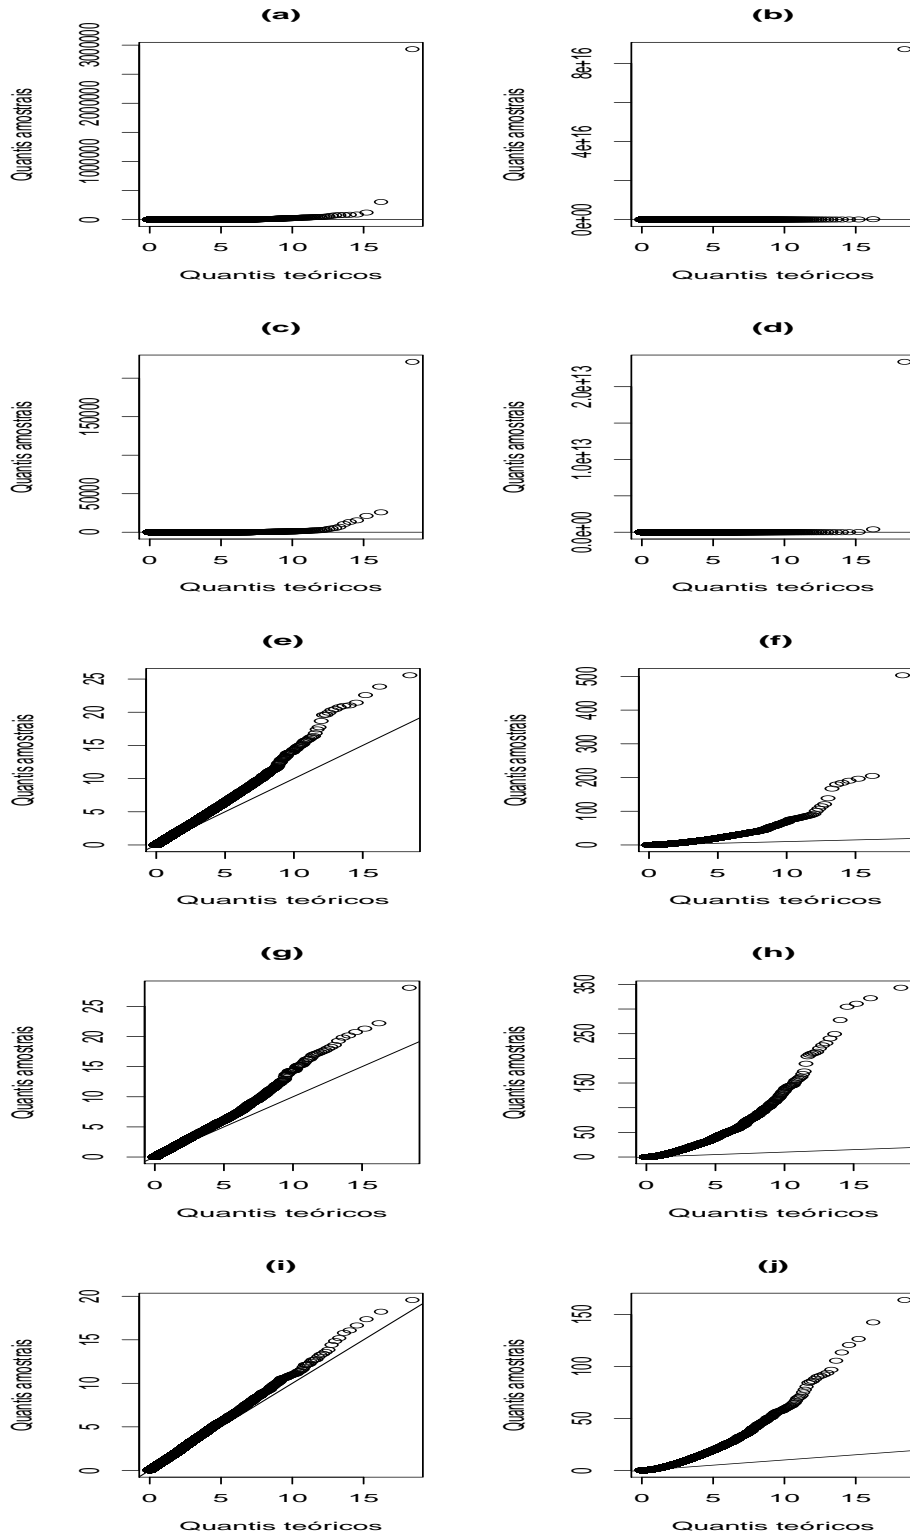 (a)
Quantis amostrais
0 1000000 2000000 3000000
0 5 10 15
Quantis teóricos
(b)
Quantis amostrais
0e+00 4e+16 8e+16
0 5 10 15
Quantis teóricos
(c)
Quantis amostrais
0 50000 150000
0 5 10 15
Quantis teóricos
(d)
Quantis amostrais
0.0e+00 1.0e+13 2.0e+13
0 5 10 15
Quantis teóricos
(e)
Quantis amostrais
0 5 10 15 20 25
0 5 10 15
Quantis teóricos
(f)
Quantis amostrais
0 100 200 300 400 500
0 5 10 15
Quantis teóricos
(g)
Quantis amostrais
0 5 10 15 20 25
0 5 10 15
Quantis teóricos
(h)
Quantis amostrais
0 50 150 250 350
0 5 10 15
Quantis teóricos
(i)
Quantis amostrais
0 5 10 15 20
0 5 10 15
Quantis teóricos
(j)
Quantis amostrais
0 50 100 150
0 5 10 15
Quantis teóricos